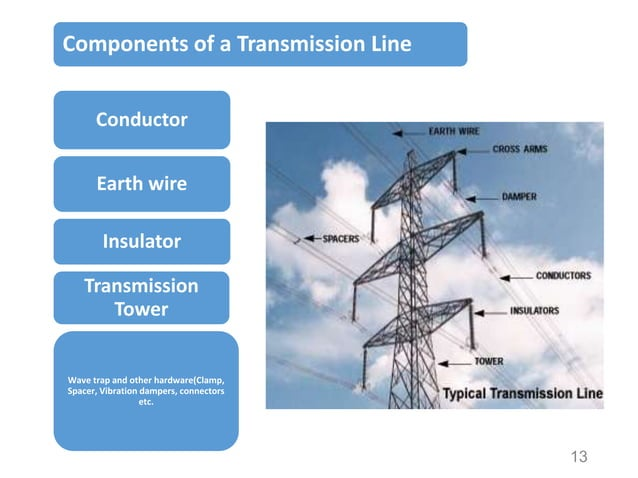 Components of a Transmission Line
Conductor
Earth wire
Insulator
Transmission
Tower
Wave trap and other hardware(Clamp,
Spacer, Vibration dampers, connectors
etc.
EARTH WIRE
CROSS ARMS
DAMPER
SPACERS
CONDUCTORS
INSULATORS
TOWER
Typical Transmission Line
13